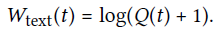 W_text(t) = log(Q(t) + 1).